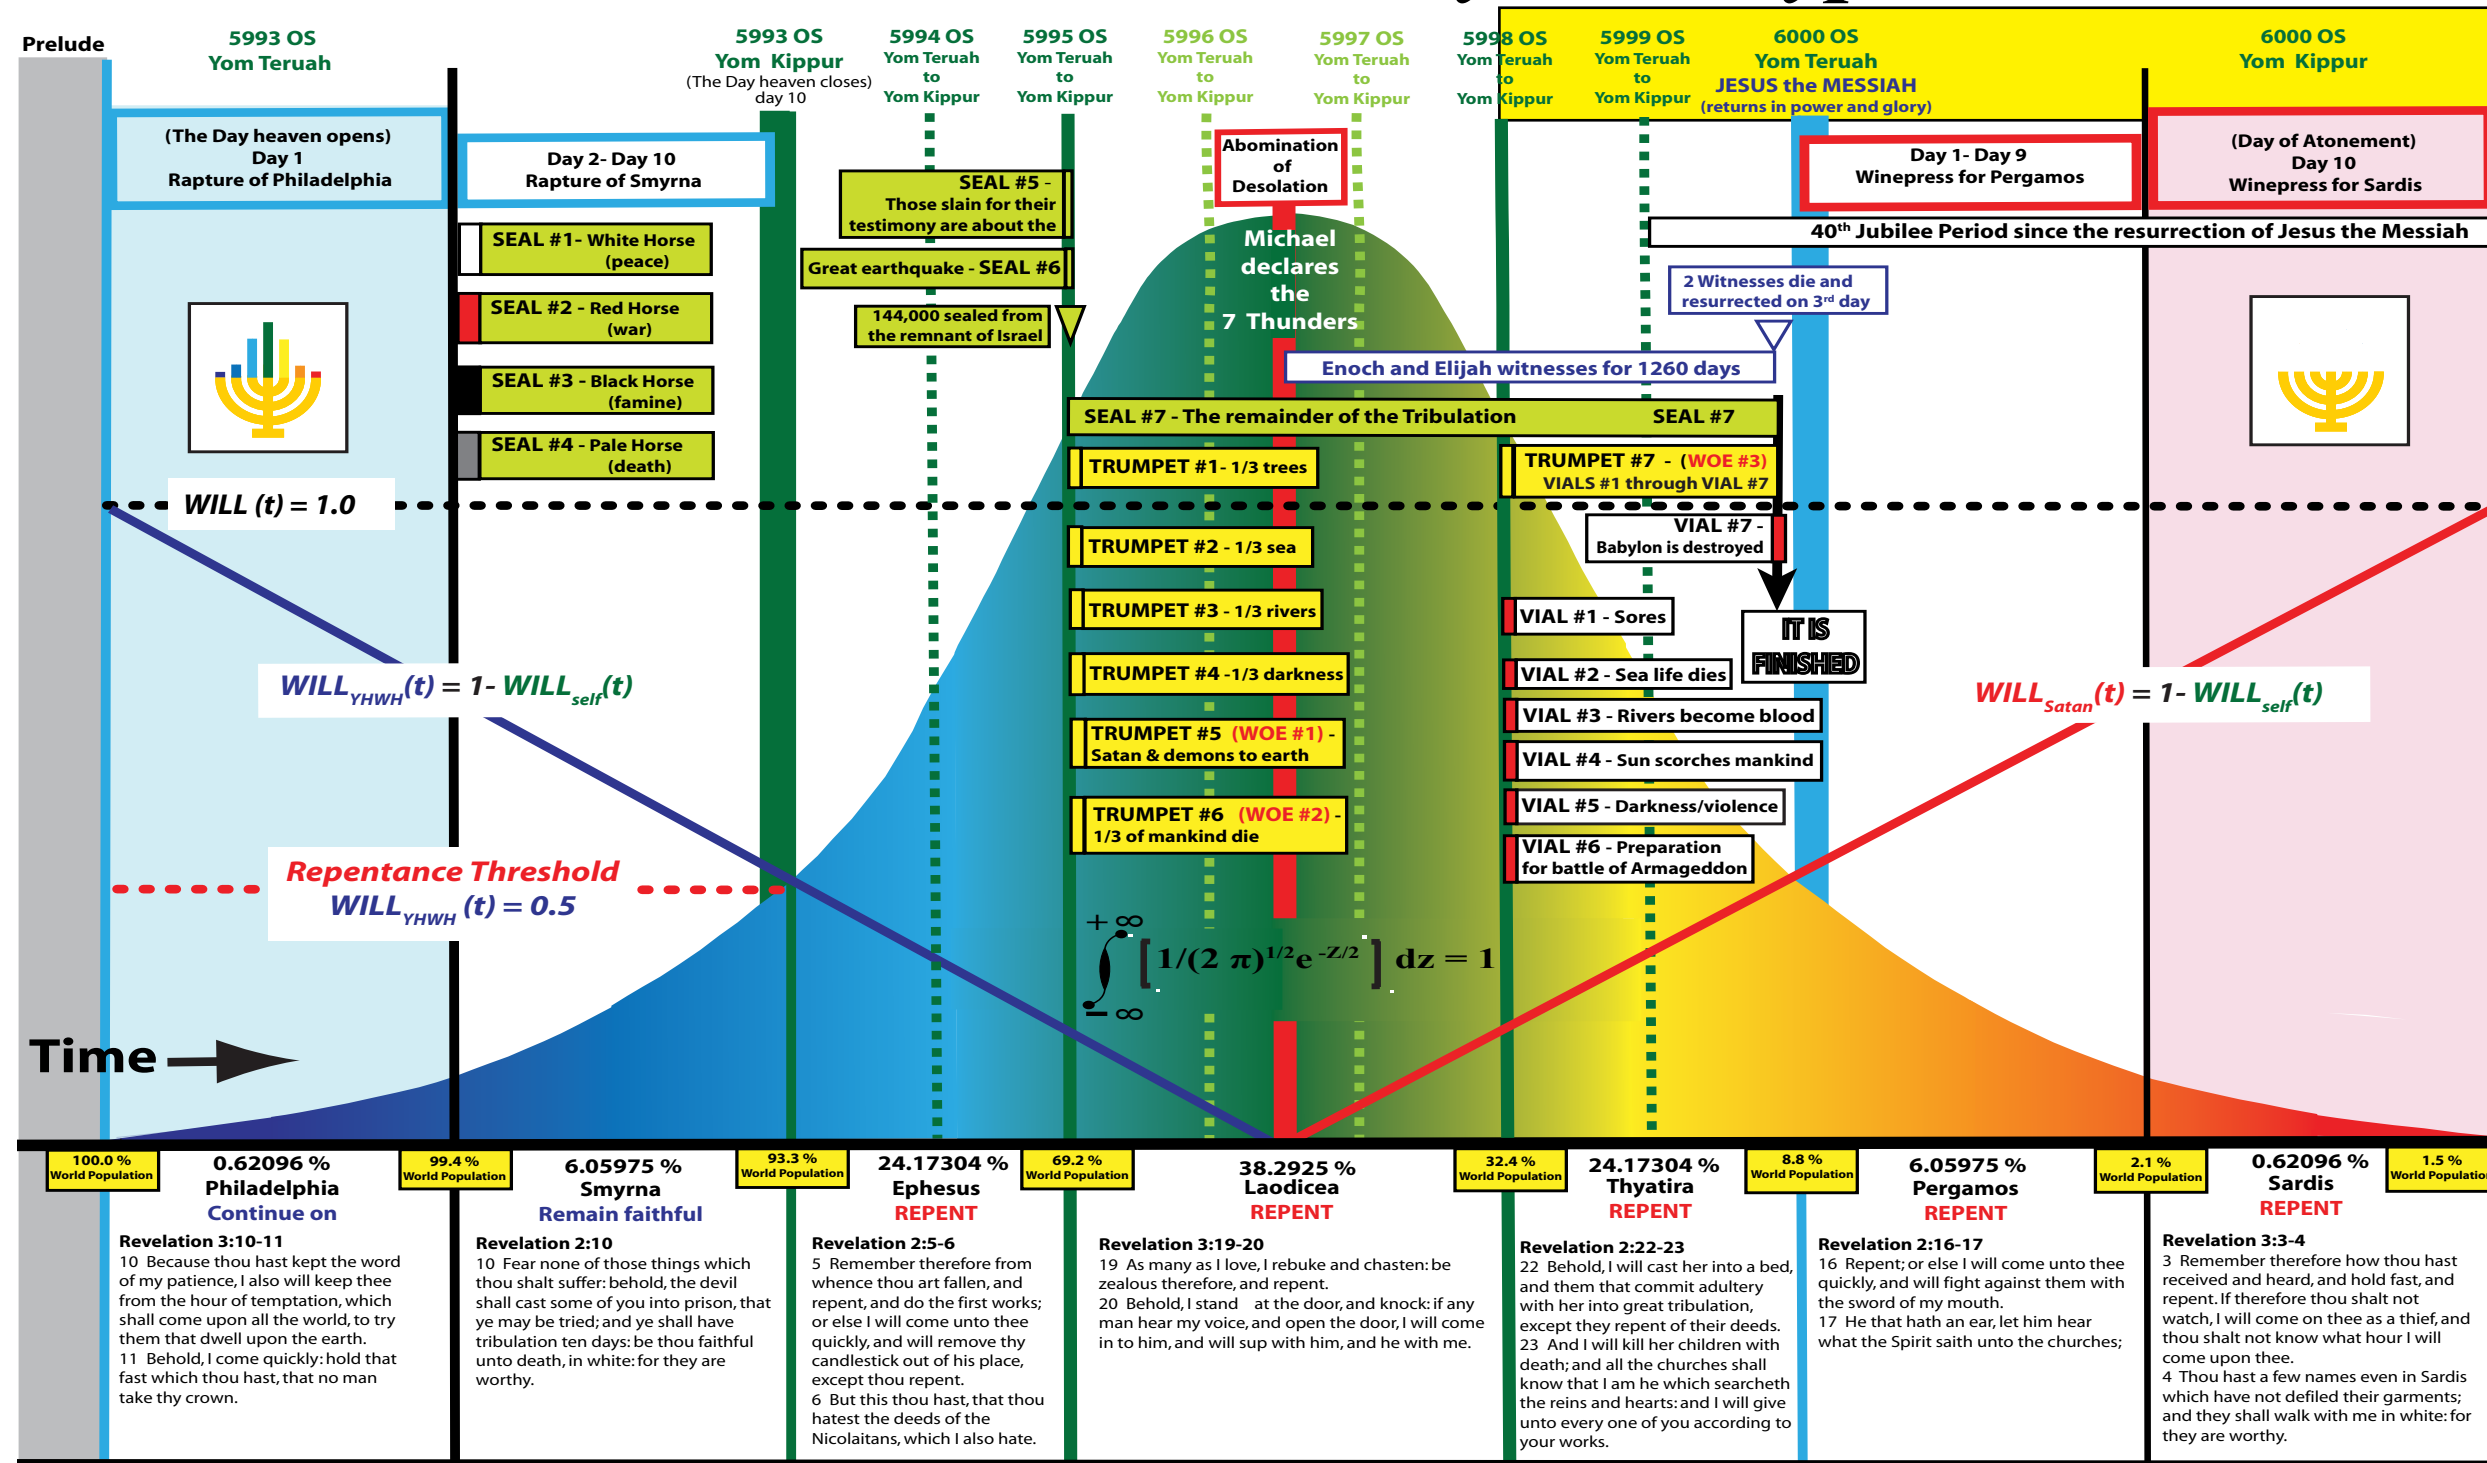 Prelude
5993 OS
Yom Teruah
5993 OS
Yom Kippur
(The Day heaven closes)
day 10
5994 OS
Yom Teruah
to
Yom Kippur
5995 OS
Yom Teruah
to
Yom Kippur
5996 OS
Yom Teruah
to
Yom Kippur
5997 OS
Yom Teruah
to
Yom Kippur
5998 OS
Yom Teruah
to
Yom Kippur
5999 OS
Yom Teruah
to
Yom Kippur
6000 OS
Yom Teruah
JESUS the MESSIAH
(returns in power and glory)
6000 OS
Yom Kippur
(The Day heaven opens)
Day 1
Rapture of Philadelphia
Day 2- Day 10
Rapture of Smyrna
Abomination
of
Desolation
Day 1- Day 9
Winepress for Pergamos
(Day of Atonement)
Day 10
Winepress for Sardis
SEAL #5 -
Those slain for their
testimony are about the
Great earthquake - SEAL #6
144,000 sealed from
the remnant of Israel
SEAL #1- White Horse
(peace)
SEAL #2 - Red Horse
(war)
SEAL #3 - Black Horse
(famine)
SEAL #4 - Pale Horse
(death)
Michael
declares
the
7 Thunders
40th Jubilee Period since the resurrection of Jesus the Messiah
2 Witnesses die and
resurrected on 3rd day
Enoch and Elijah witnesses for 1260 days
SEAL #7 - The remainder of the Tribulation SEAL #7
TRUMPET #1- 1/3 trees
TRUMPET #7 - (WOE #3)
VIALS #1 through VIAL #7
WILL (t) = 1.0
TRUMPET #2 - 1/3 sea
VIAL #7 -
Babylon is destroyed
TRUMPET #3 - 1/3 rivers
VIAL #1 - Sores
IT IS
FINISHED
TRUMPET #4 -1/3 darkness
VIAL #2 - Sea life dies
WILL YHWH (t) = 1- WILL self (t)
WILL Satan (t) = 1- WILL self (t)
VIAL #3 - Rivers become blood
TRUMPET #5 (WOE #1) -
Satan & demons to earth
VIAL #4 - Sun scorches mankind
VIAL #5 - Darkness/violence
TRUMPET #6 (WOE #2) -
1/3 of mankind die
VIAL #6 - Preparation
for battle of Armageddon
Repentance Threshold
WILL YHWH (t) = 0.5
+ ∞
∫ [ 1/(2 π)1/2e -Z/2 ] dz = 1
− ∞
Time
100.0 %
World Population
0.62096 %
Philadelphia
Continue on
99.4 %
World Population
6.05975 %
Smyrna
Remain faithful
93.3 %
World Population
24.17304 %
Ephesus
REPENT
69.2 %
World Population
38.2925 %
Laodicea
REPENT
32.4 %
World Population
24.17304 %
Thyatira
REPENT
8.8 %
World Population
6.05975 %
Pergamos
REPENT
2.1 %
World Population
0.62096 %
Sardis
REPENT
1.5 %
World Population
Revelation 3:10-11
10 Because thou hast kept the word
of my patience, I also will keep thee
from the hour of temptation, which
shall come upon all the world, to try
them that dwell upon the earth.
11 Behold, I come quickly: hold that
fast which thou hast, that no man
take thy crown.
Revelation 2:10
10 Fear none of those things which
thou shalt suffer: behold, the devil
shall cast some of you into prison, that
ye may be tried; and ye shall have
tribulation ten days: be thou faithful
unto death, in white: for they are
worthy.
Revelation 2:5-6
5 Remember therefore from
whence thou art fallen, and
repent, and do the first works;
or else I will come unto thee
quickly, and will remove thy
candlestick out of his place,
except thou repent.
6 But this thou hast, that thou
hatest the deeds of the
Nicolaitans, which I also hate.
Revelation 3:19-20
19 As many as I love, I rebuke and chasten: be
zealous therefore, and repent.
20 Behold, I stand at the door, and knock: if any
man hear my voice, and open the door, I will come
in to him, and will sup with him, and he with me.
Revelation 2:22-23
22 Behold, I will cast her into a bed,
and them that commit adultery
with her into great tribulation,
except they repent of their deeds.
23 And I will kill her children with
death; and all the churches shall
know that I am he which searcheth
the reins and hearts: and I will give
unto every one of you according to
your works.
Revelation 2:16-17
16 Repent; or else I will come unto thee
quickly, and will fight against them with
the sword of my mouth.
17 He that hath an ear, let him hear
what the Spirit saith unto the churches;
Revelation 3:3-4
3 Remember therefore how thou hast
received and heard, and hold fast, and
repent. If therefore thou shalt not
watch, I will come on thee as a thief, and
thou shalt not know what hour I will
come upon thee.
4 Thou hast a few names even in Sardis
which have not defiled their garments;
and they shall walk with me in white: for
they are worthy.